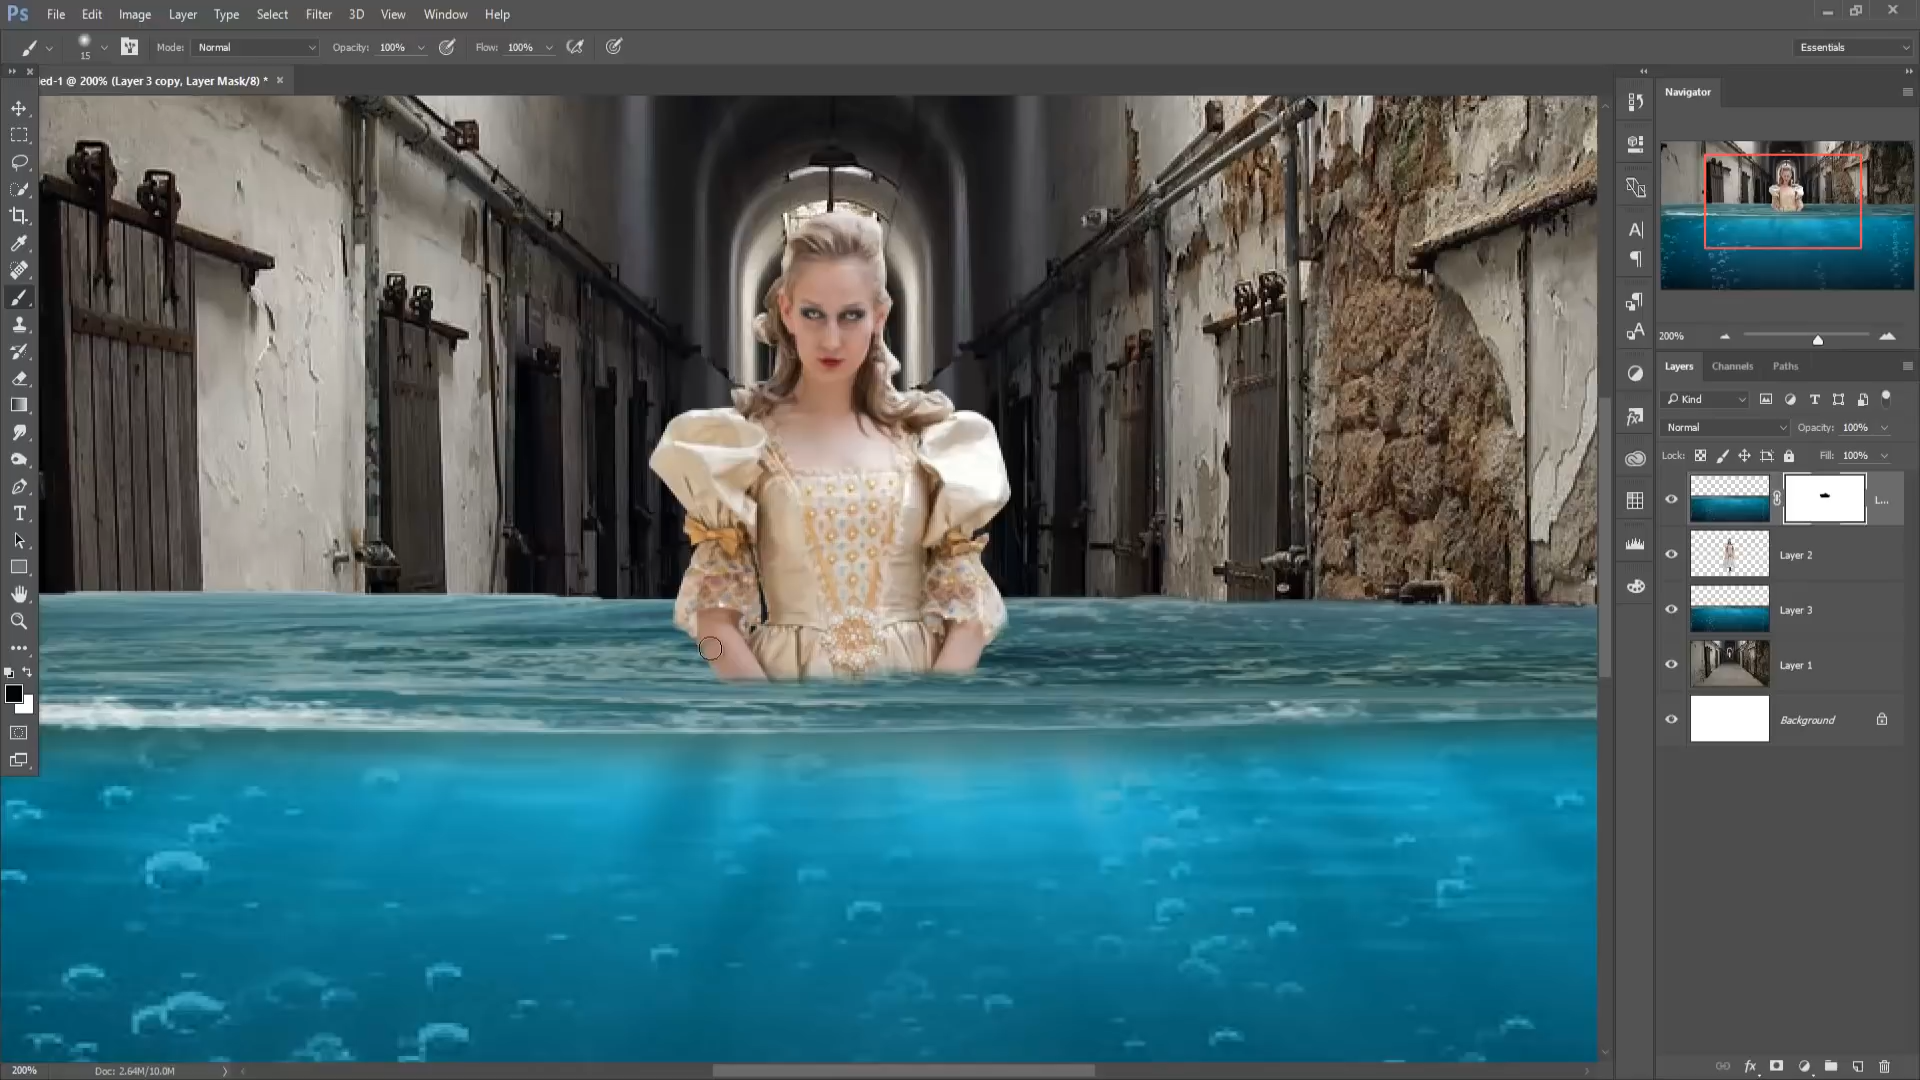 Ps File Edit Image Layer Type Select Filter 3D View Window Help
15 Mode: Normal Opacity: 100% Flow: 100% Essentials
ed-1 @ 200% (Layer 3 copy, Layer Mask/8) *
Navigator
200%
Layers Channels Paths
Kind
Normal Opacity: 100%
Lock: Fill: 100%
L...
Layer 2
Layer 3
Layer 1
Background
200% Doc: 2.64M/10.0M